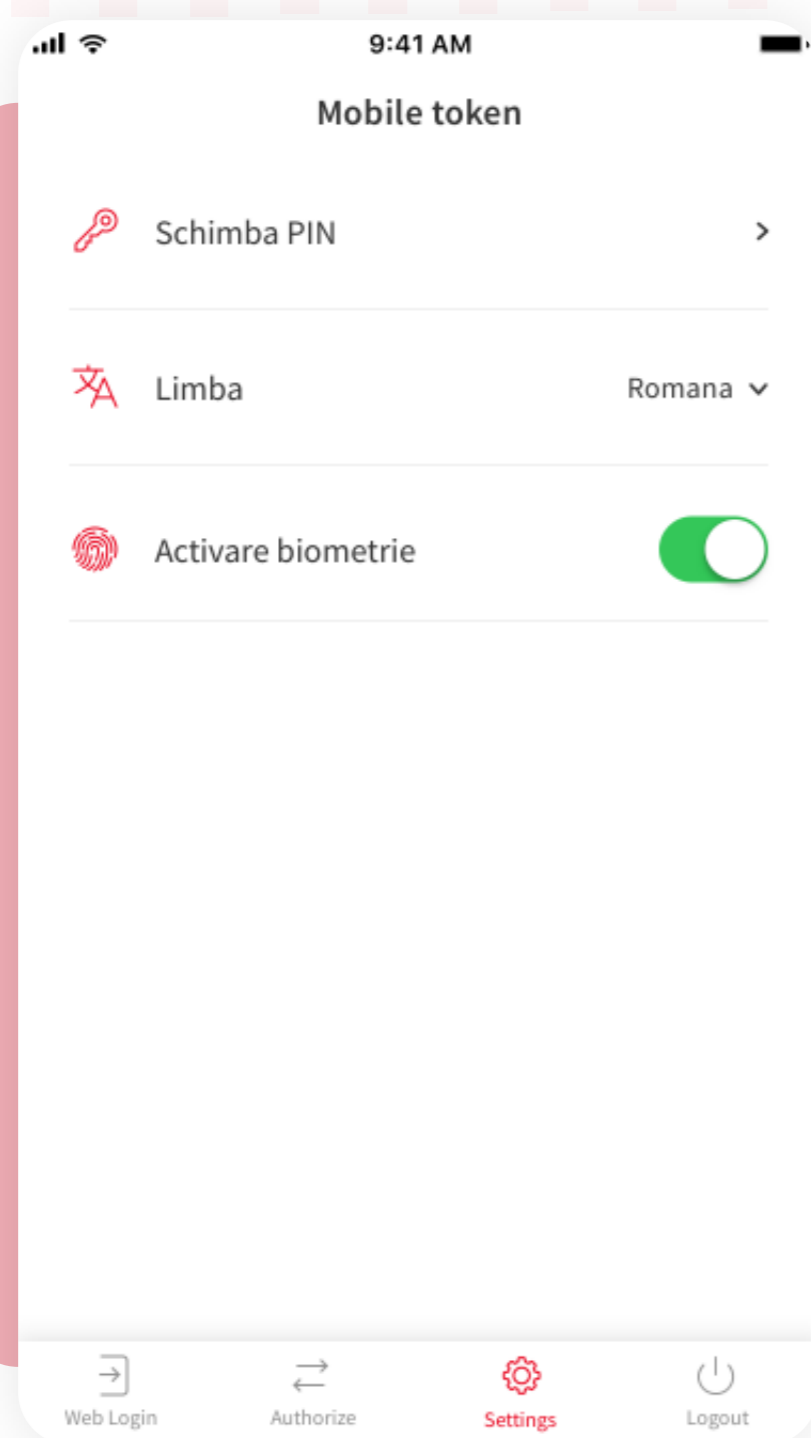 9:41 AM
Mobile token
Schimba PIN
Limba Romana
Activare biometrie
Web Login Authorize Settings Logout